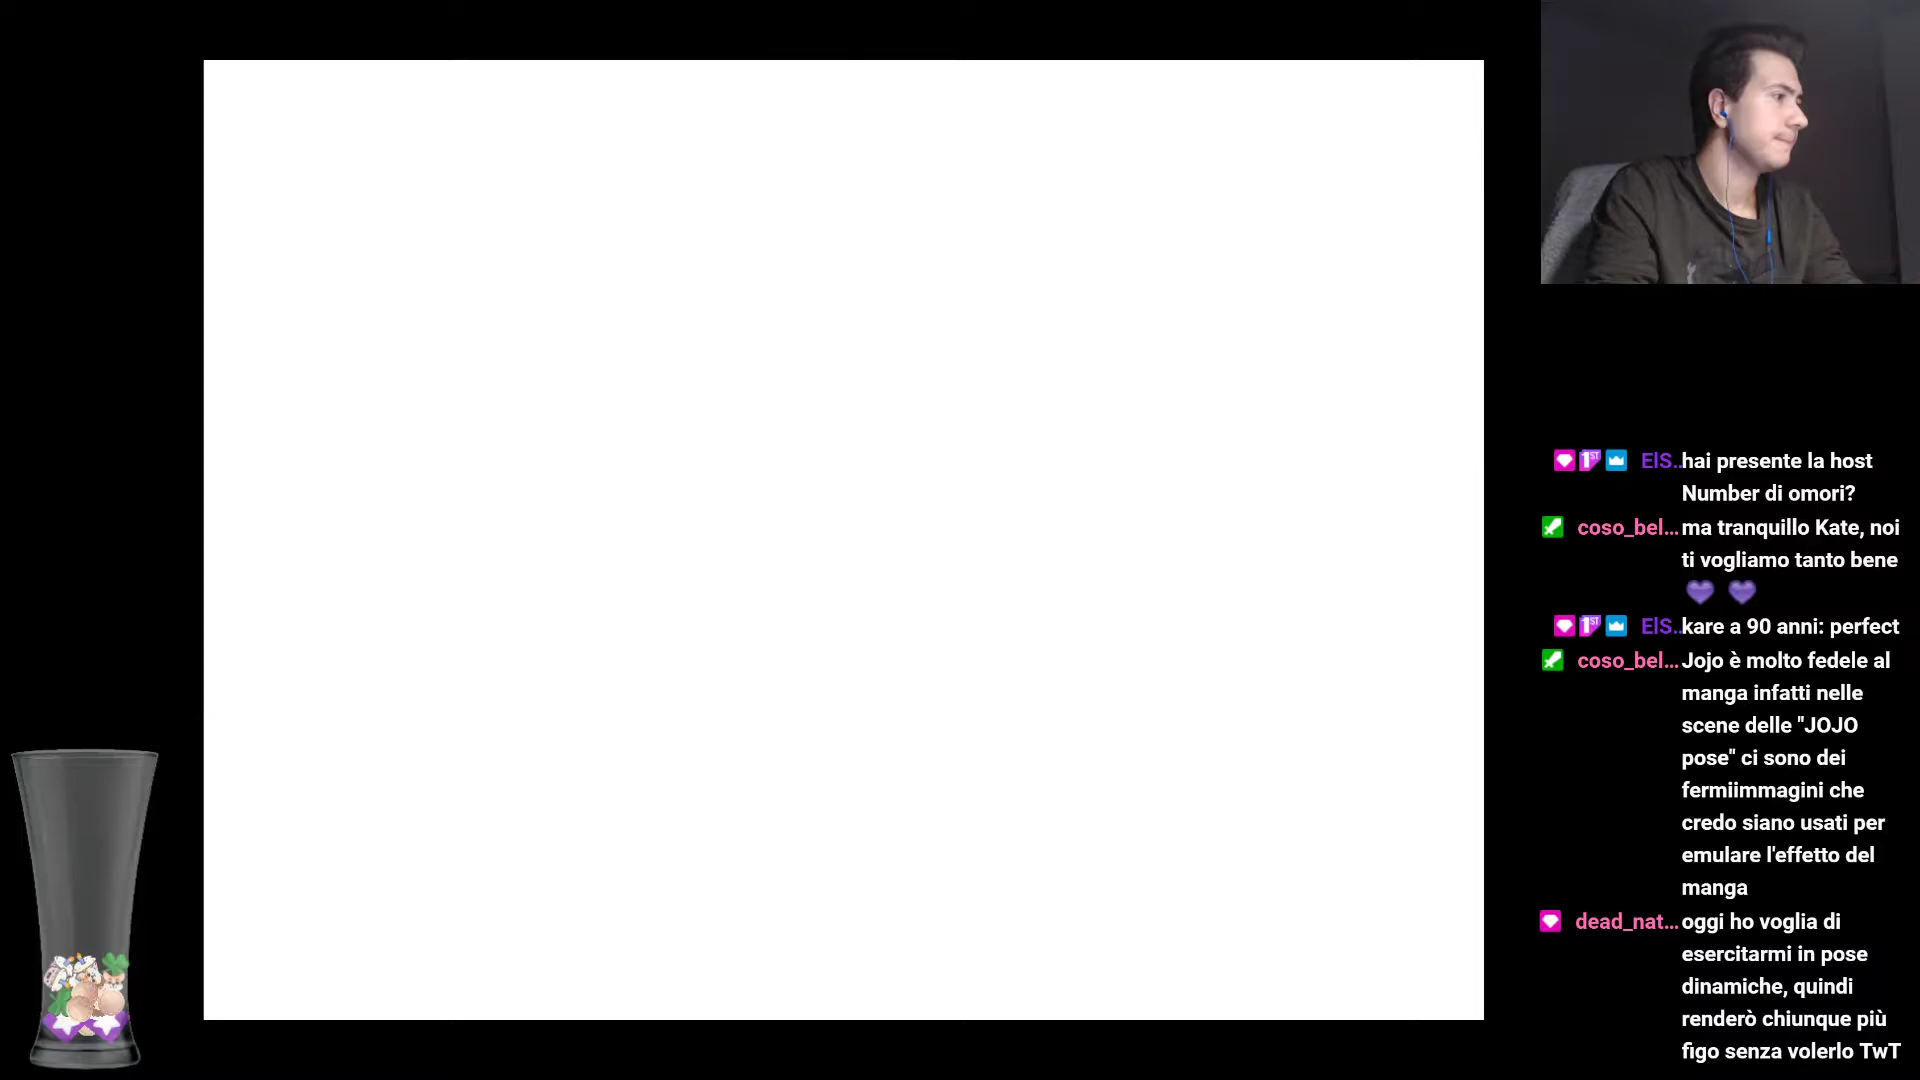 ElS..hai presente la host
Number di omori?
coso_bel...ma tranquillo Kate, noi
ti vogliamo tanto bene
ElS..kare a 90 anni: perfect
coso_bel...Jojo è molto fedele al
manga infatti nelle
scene delle "JOJO
pose" ci sono dei
fermiimmagini che
credo siano usati per
emulare l'effetto del
manga
dead_nat...oggi ho voglia di
esercitarmi in pose
dinamiche, quindi
renderò chiunque più
figo senza volerlo TwT